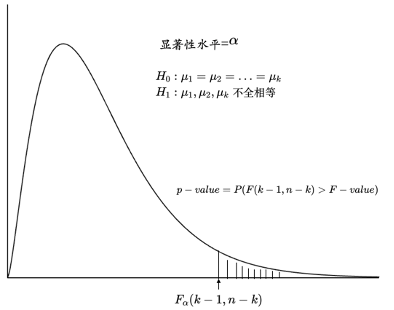 显著性水平=α
H₀ : μ₁ = μ₂ = … = μₖ
H₁ : μ₁, μ₂, μₖ 不全相等
p − value = P(F(k − 1, n − k) > F − value)
Fα(k − 1, n − k)